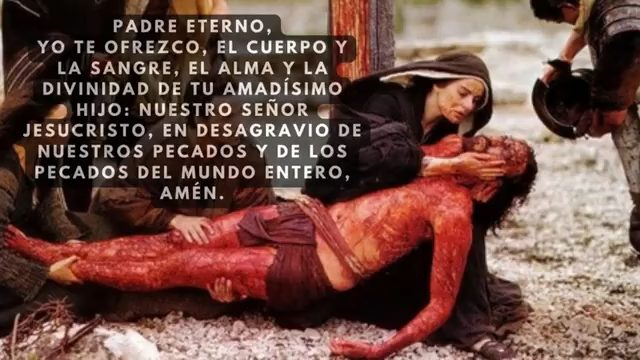 PADRE ETERNO,
YO TE OFREZCO, EL CUERPO Y
LA SANGRE, EL ALMA Y LA
DIVINIDAD DE TU AMADÍSIMO
HIJO: NUESTRO SEÑOR
JESUCRISTO, EN DESAGRAVIO DE
NUESTROS PECADOS Y DE LOS
PECADOS DEL MUNDO ENTERO,
AMÉN.